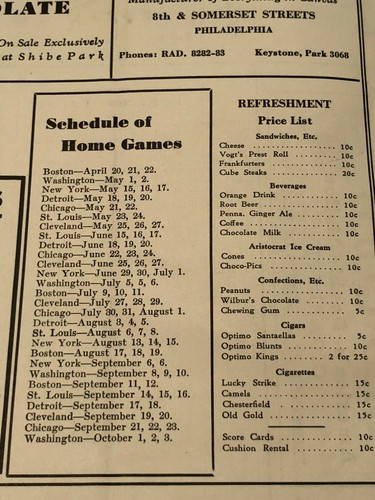 OLATE
On Sale Exclusively
at Shibe Park
Manufacturer of Everything in Canvas
8th & SOMERSET STREETS
PHILADELPHIA
Phones: RAD. 8282-83 Keystone, Park 3068
Schedule of
Home Games
Boston—April 20, 21, 22.
Washington—May 1, 2.
New York—May 15, 16, 17.
Detroit—May 18, 19, 20.
Chicago—May 21, 22.
St. Louis—May 23, 24.
Cleveland—May 25, 26, 27.
St. Louis—June 15, 16, 17.
Detroit—June 18, 19, 20.
Chicago—June 22, 23, 24.
Cleveland—June 25, 26, 27.
New York—June 29, 30, July 1.
Washington—July 5, 5, 6.
Boston—July 9, 10, 11.
Cleveland—July 27, 28, 29.
Chicago—July 30, 31, August 1.
Detroit—August 3, 4, 5.
St. Louis—August 6, 7, 8.
New York—August 13, 14, 15.
Boston—August 17, 18, 19.
New York—September 6, 6.
Washington—September 8, 9, 10.
Boston—September 11, 12.
St. Louis—September 14, 15, 16.
Detroit—September 17, 18.
Cleveland—September 19, 20.
Chicago—September 21, 22, 23.
Washington—October 1, 2, 3.
REFRESHMENT
Price List
Sandwiches, Etc.
Cheese 10c
Vogt's Prest Roll 10c
Frankfurters 10c
Cube Steaks 20c
Beverages
Orange Drink 10c
Root Beer 10c
Penna. Ginger Ale 10c
Coffee 10c
Chocolate Milk 10c
Aristocrat Ice Cream
Cones 10c
Choco-Pics 10c
Confections, Etc.
Peanuts 10c
Wilbur's Chocolate 10c
Chewing Gum 5c
Cigars
Optimo Santaellas 5c
Optimo Blunts 10c
Optimo Kings 2 for 25c
Cigarettes
Lucky Strike 15c
Camels 15c
Chesterfield 15c
Old Gold 15c
Score Cards 10c
Cushion Rental 10c